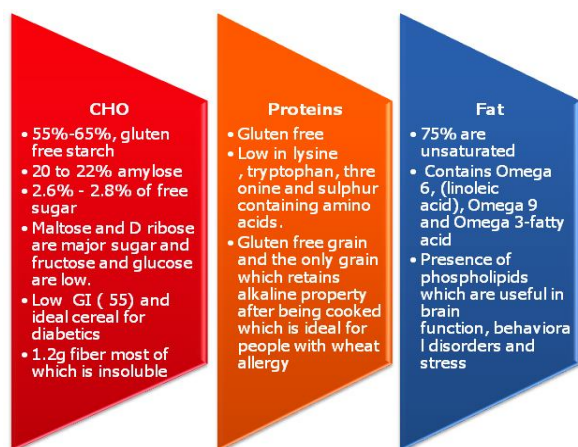 CHO
• 55%-65%, gluten
free starch
• 20 to 22% amylose
• 2.6% - 2.8% of free
sugar
• Maltose and D ribose
are major sugar and
fructose and glucose
are low.
• Low GI ( 55) and
ideal cereal for
diabetics
• 1.2g fiber most of
which is insoluble
Proteins
• Gluten free
• Low in lysine
, tryptophan, thre
onine and sulphur
containing amino
acids.
• Gluten free grain
and the only grain
which retains
alkaline property
after being cooked
which is ideal for
people with wheat
allergy
Fat
• 75% are
unsaturated
• Contains Omega
6, (linoleic
acid), Omega 9
and Omega 3-fatty
acid
• Presence of
phospholipids
which are useful in
brain
function, behaviora
l disorders and
stress